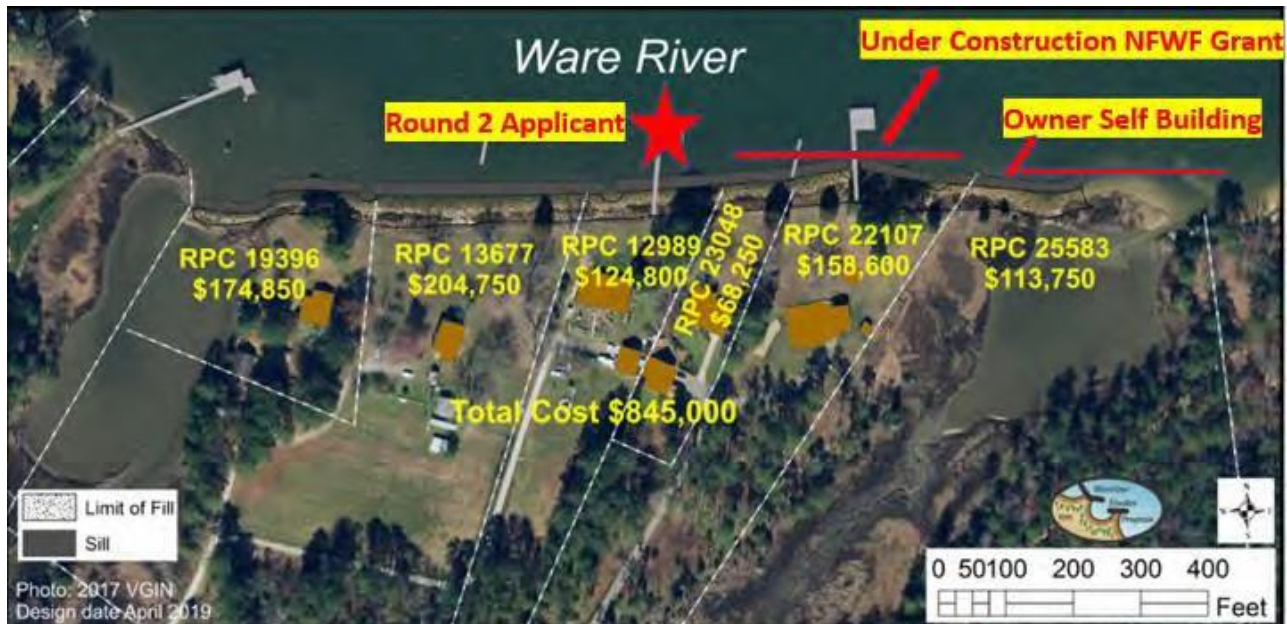 Ware River
Under Construction NFWF Grant
Round 2 Applicant
Owner Self Building
RPC 19396
$174,850
RPC 13677
$204,750
RPC 12989
$124,800
RPC 23048
$68,250
RPC 22107
$158,600
RPC 25583
$113,750
Total Cost $845,000
Limit of Fill
Sill
Photo: 2017 VGIN
Design date April 2019
0 50100 200 300 400
Feet